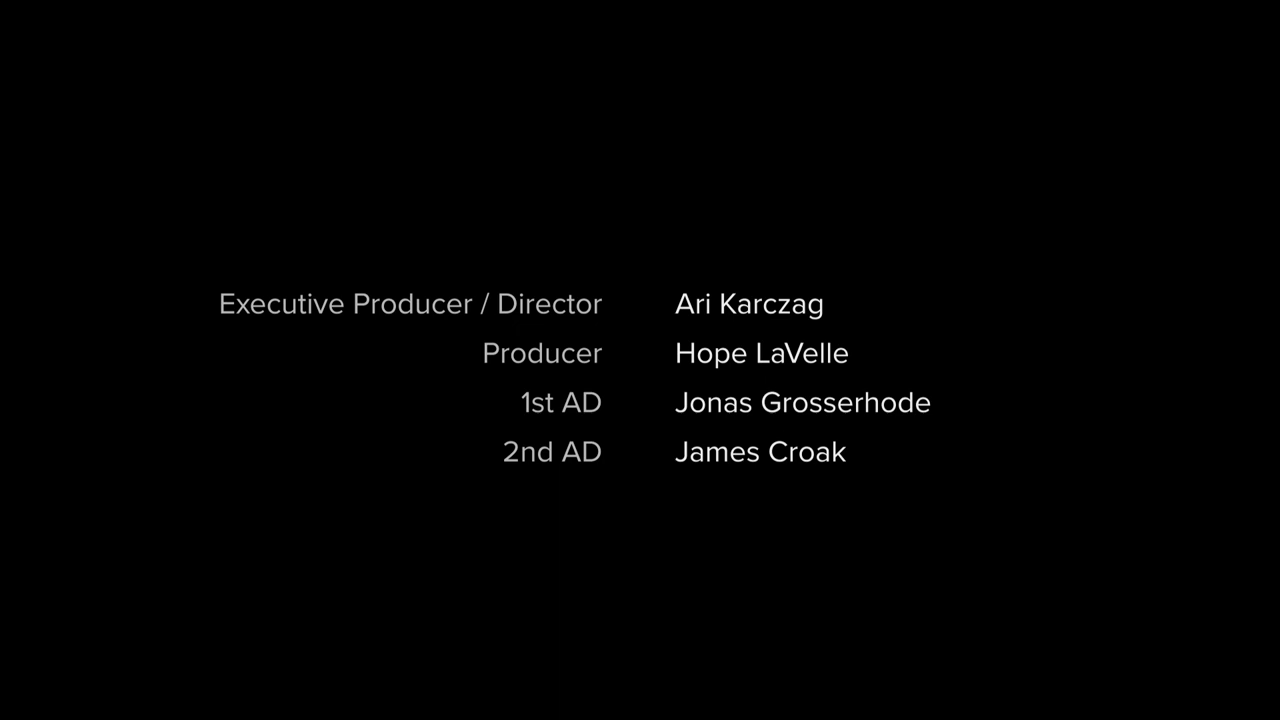 Executive Producer / Director Ari Karczag
Producer Hope LaVelle
1st AD Jonas Grosserhode
2nd AD James Croak